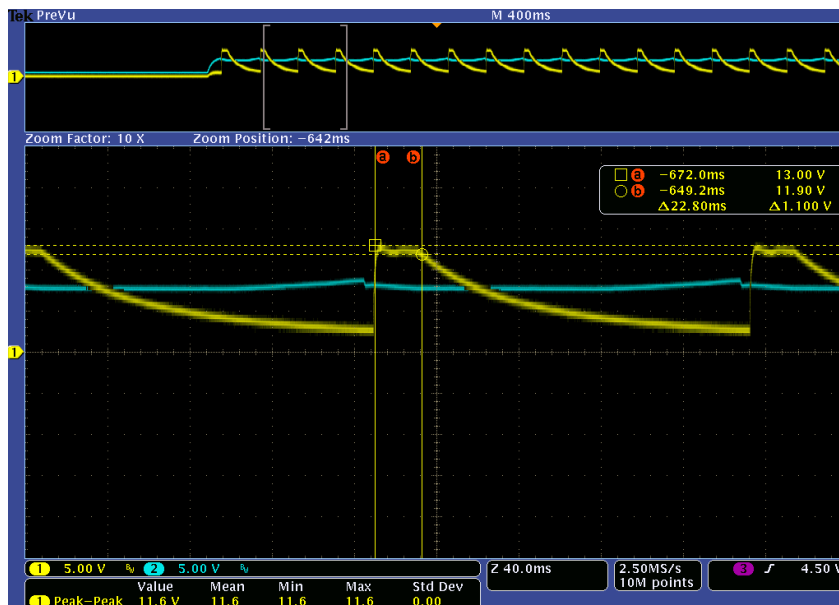 Tek PreVu M 400ms
1
Zoom Factor: 10 X Zoom Position: -642ms
a b
a -672.0ms 13.00 V
b -649.2ms 11.90 V
Δ22.80ms Δ1.100 V
1
1 5.00 V BW 2 5.00 V BW Z 40.0ms 2.50MS/s 3 4.50 V
10M points
Value Mean Min Max Std Dev
1 Peak-Peak 11.6 V 11.6 11.6 11.6 0.00